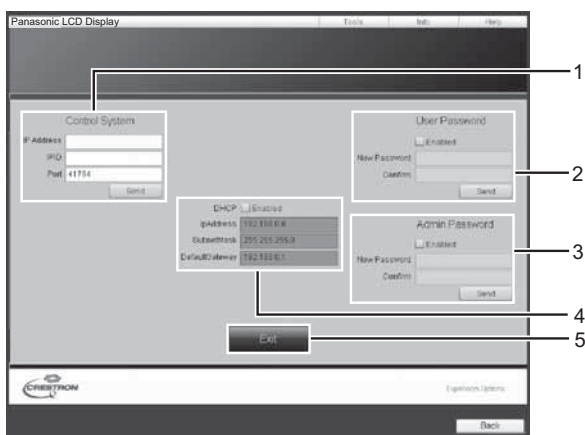 Panasonic LCD Display
Tools Info Help
1
Control System
IP Address
IPID
Port 41794
Send
User Password
Enabled
New Password
Confirm
Send
2
DHCP Enabled
IpAddress 192.168.0.8
SubnetMask 255.255.255.0
DefaultGateway 192.168.0.1
Admin Password
Enabled
New Password
Confirm
Send
3
4
Exit
5
CRESTRON
Expansion Options
Back